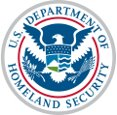 U.S. DEPARTMENT OF
HOMELAND SECURITY